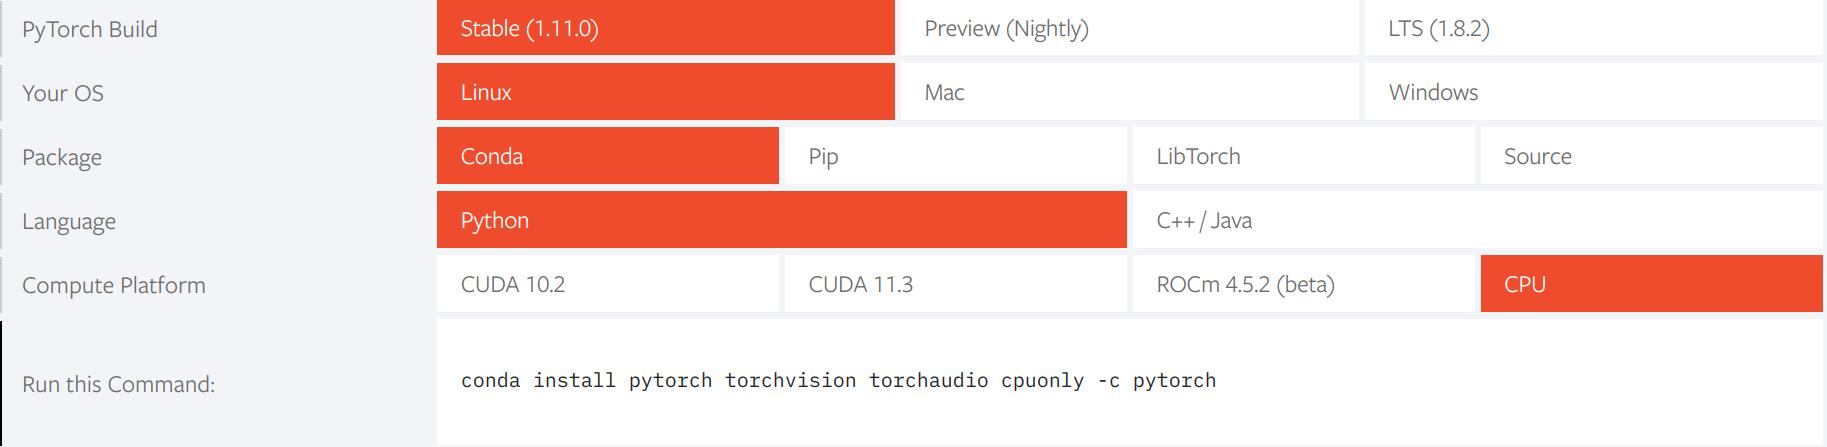 PyTorch Build Stable (1.11.0) Preview (Nightly) LTS (1.8.2)
Your OS Linux Mac Windows
Package Conda Pip LibTorch Source
Language Python C++ / Java
Compute Platform CUDA 10.2 CUDA 11.3 ROCm 4.5.2 (beta) CPU
Run this Command: conda install pytorch torchvision torchaudio cpuonly -c pytorch